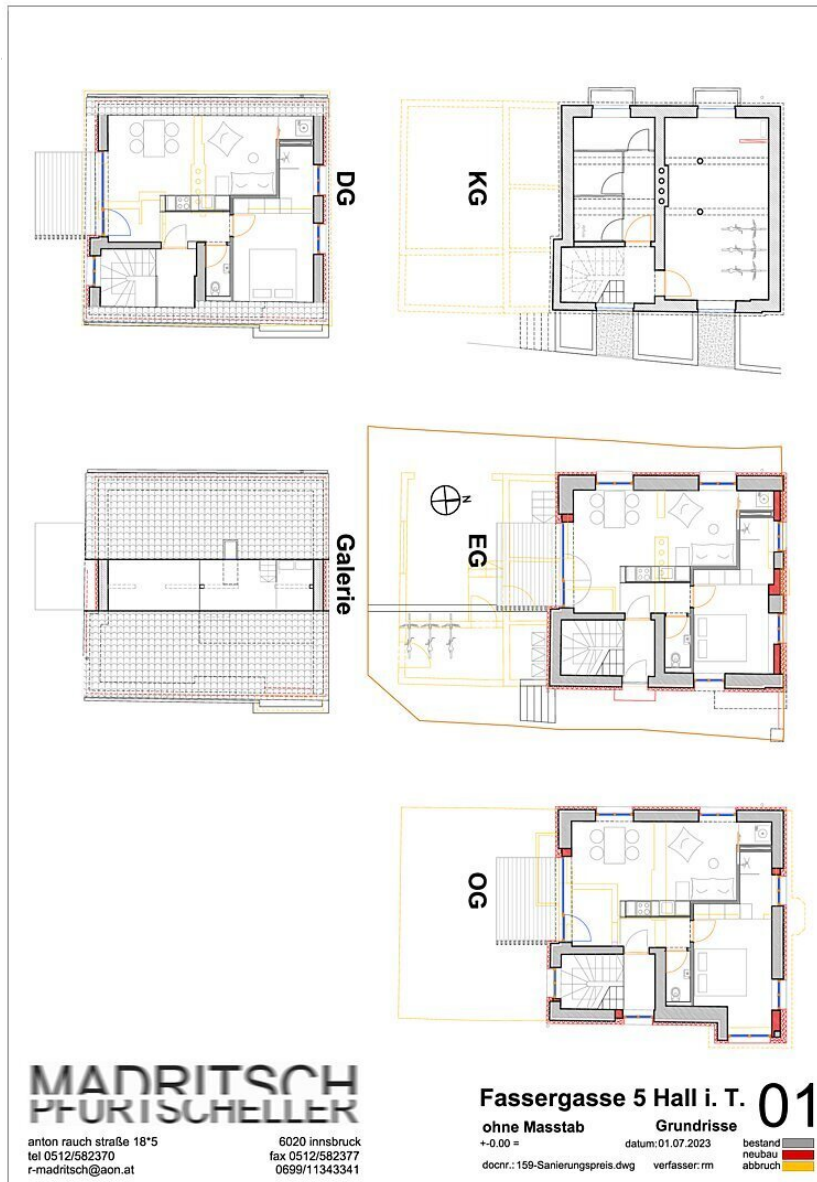 DG
KG
Galerie
EG
N
OG
MADRITSCH
PFURTSCHELLER
anton rauch straße 18*5
tel 0512/582370
r-madritsch@aon.at
6020 innsbruck
fax 0512/582377
0699/11343341
Fassergasse 5 Hall i. T. 01
ohne Masstab Grundrisse
+-0.00 = datum:01.07.2023
docnr.: 159-Sanierungspreis.dwg verfasser: rm
bestand
neubau
abbruch